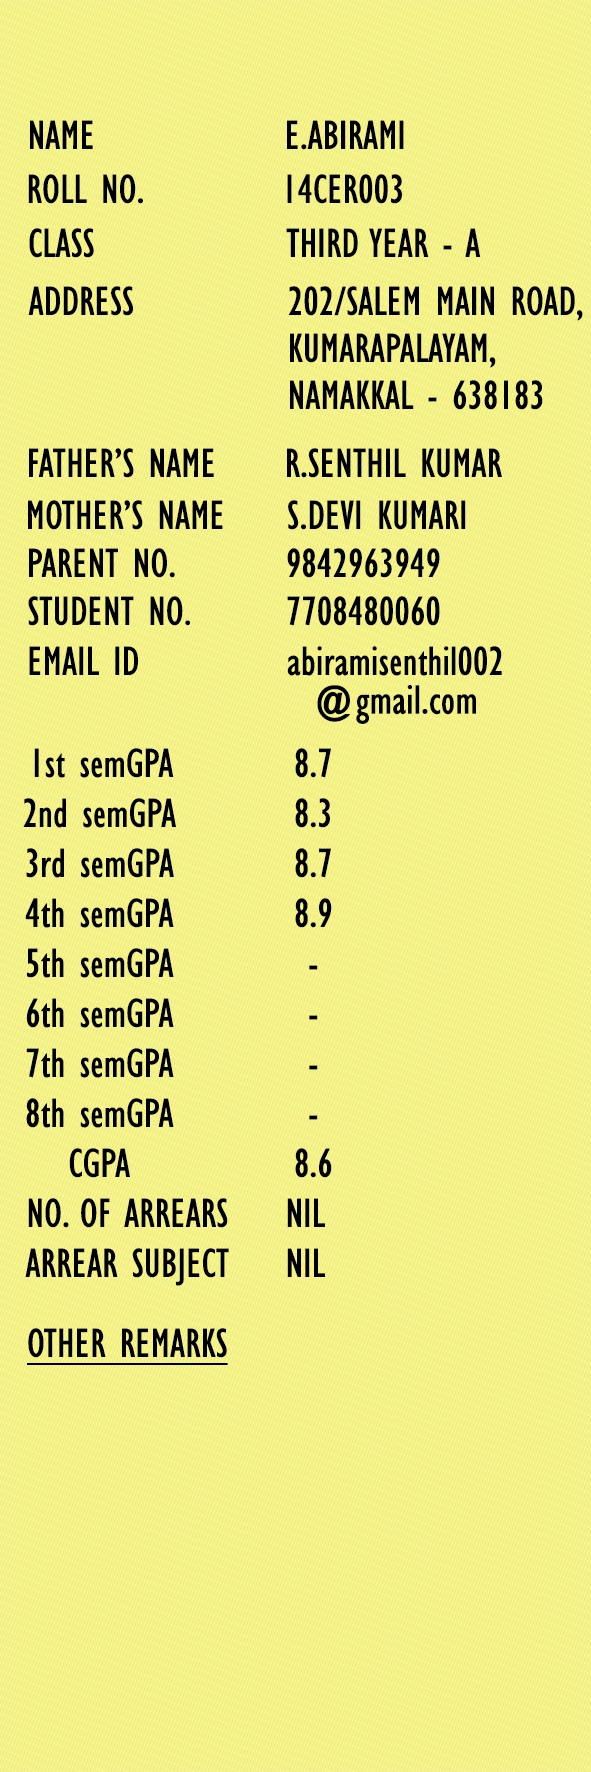 NAME E.ABIRAMI
ROLL NO. 14CER003
CLASS THIRD YEAR - A
ADDRESS 202/SALEM MAIN ROAD,
KUMARAPALAYAM,
NAMAKKAL - 638183
FATHER'S NAME R.SENTHIL KUMAR
MOTHER'S NAME S.DEVI KUMARI
PARENT NO. 9842963949
STUDENT NO. 7708480060
EMAIL ID abiramisenthil002
@gmail.com
1st semGPA 8.7
2nd semGPA 8.3
3rd semGPA 8.7
4th semGPA 8.9
5th semGPA -
6th semGPA -
7th semGPA -
8th semGPA -
CGPA 8.6
NO. OF ARREARS NIL
ARREAR SUBJECT NIL
OTHER REMARKS